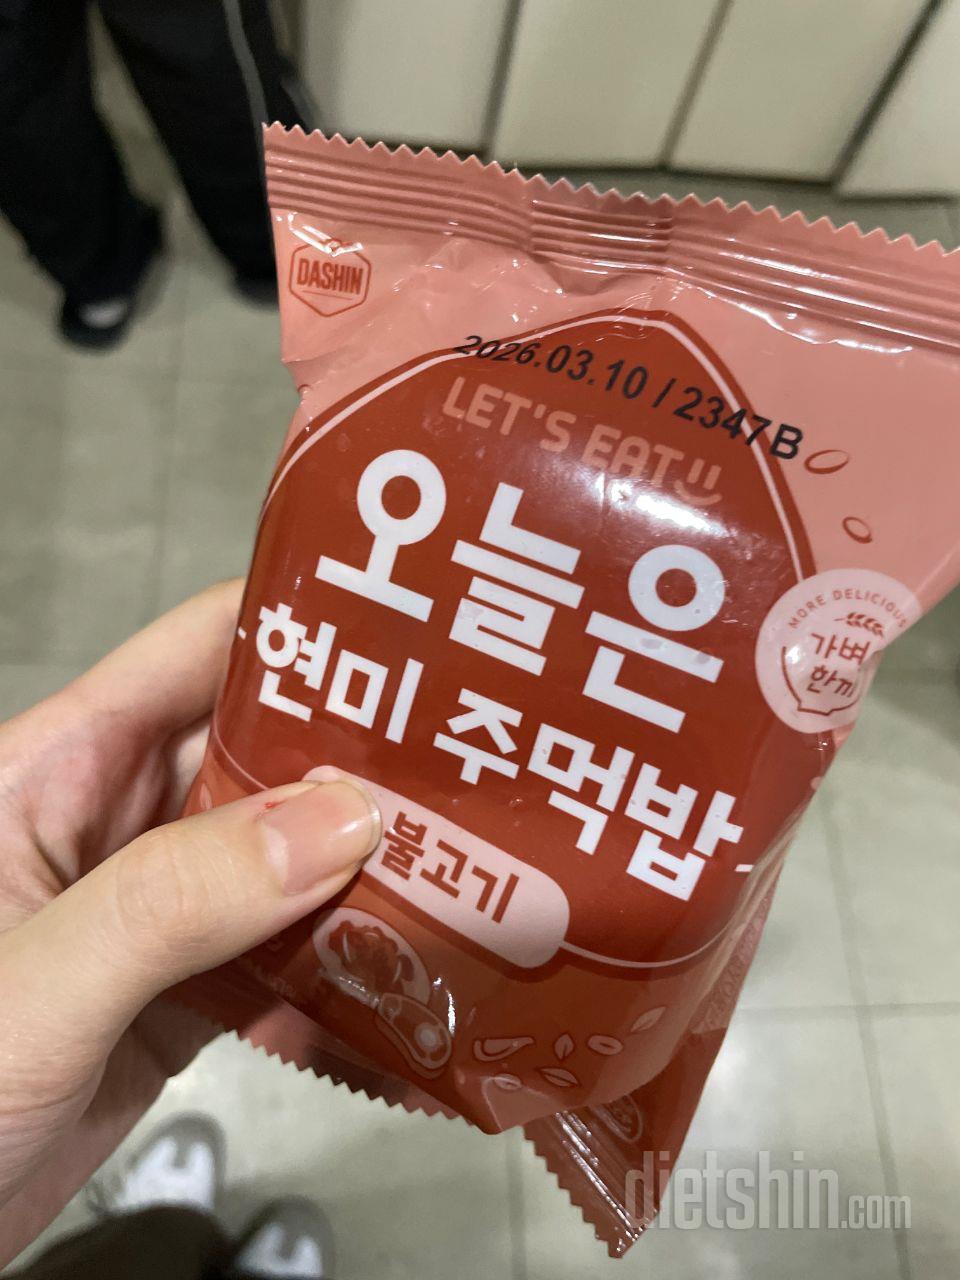 DASHIN
2026.03.10 / 2347B
LET'S EAT
오늘은
현미 주먹밥
불고기
MORE DELICIOUS
가벼
한끼
dietshin.com